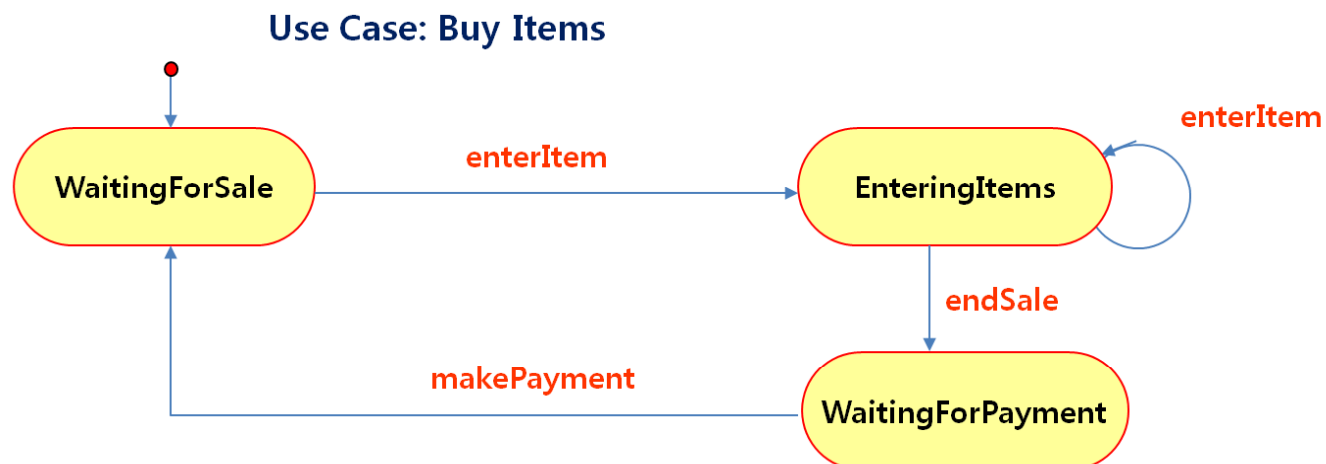 Use Case: Buy Items
enterItem
enterItem
WaitingForSale
EnteringItems
endSale
makePayment
WaitingForPayment